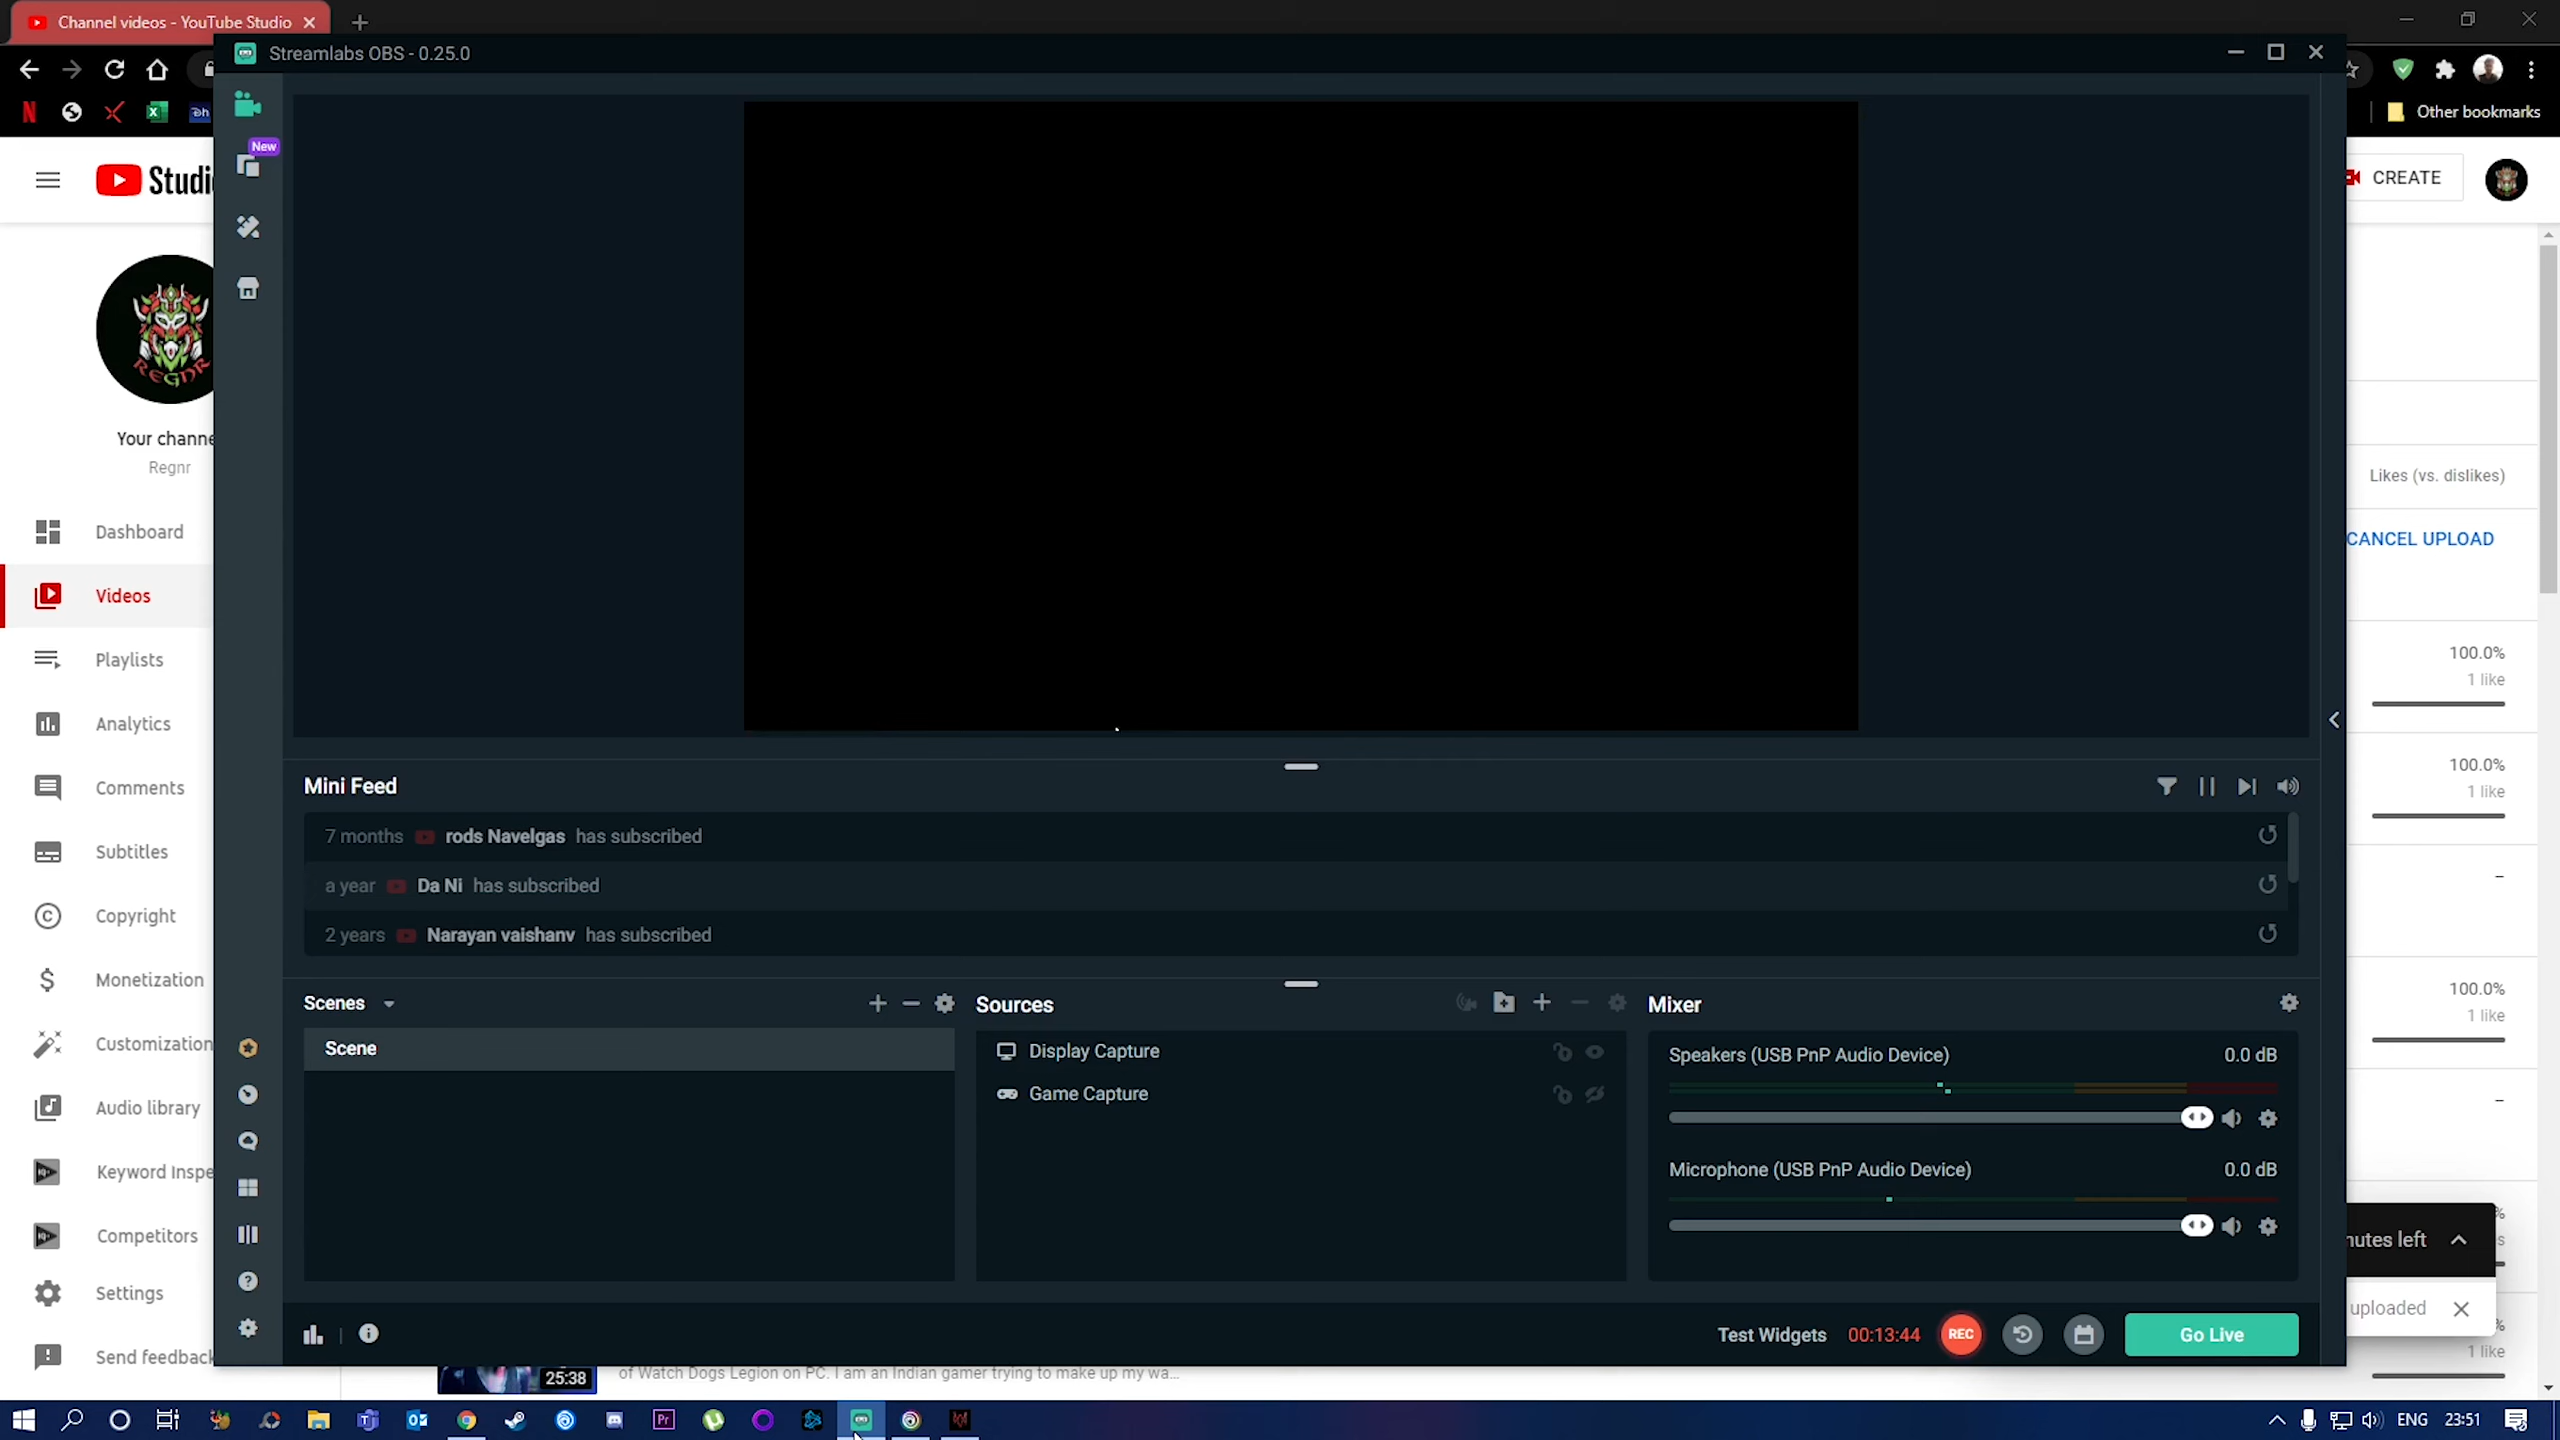 Channel videos - YouTube Studio
Streamlabs OBS - 0.25.0
Other bookmarks
New
Studi
CREATE
REGNR
Your channe
Regnr
Likes (vs. dislikes)
Dashboard
CANCEL UPLOAD
Videos
Playlists
100.0%
1 like
Analytics
100.0%
1 like
Comments
Mini Feed
7 months rods Navelgas has subscribed
Subtitles
a year Da Ni has subscribed
–
Copyright
2 years Narayan vaishanv has subscribed
Monetization
100.0%
1 like
Scenes
Sources
Mixer
Customization
Scene
Display Capture
Speakers (USB PnP Audio Device) 0.0 dB
Game Capture
Audio library
–
Keyword Inspe
Microphone (USB PnP Audio Device) 0.0 dB
Competitors
nutes left
Settings
uploaded
Test Widgets 00:13:44 REC Go Live
Send feedback
1 like
25:38
of Watch Dogs Legion on PC. I am an Indian gamer trying to make up my wa...
ENG 23:51